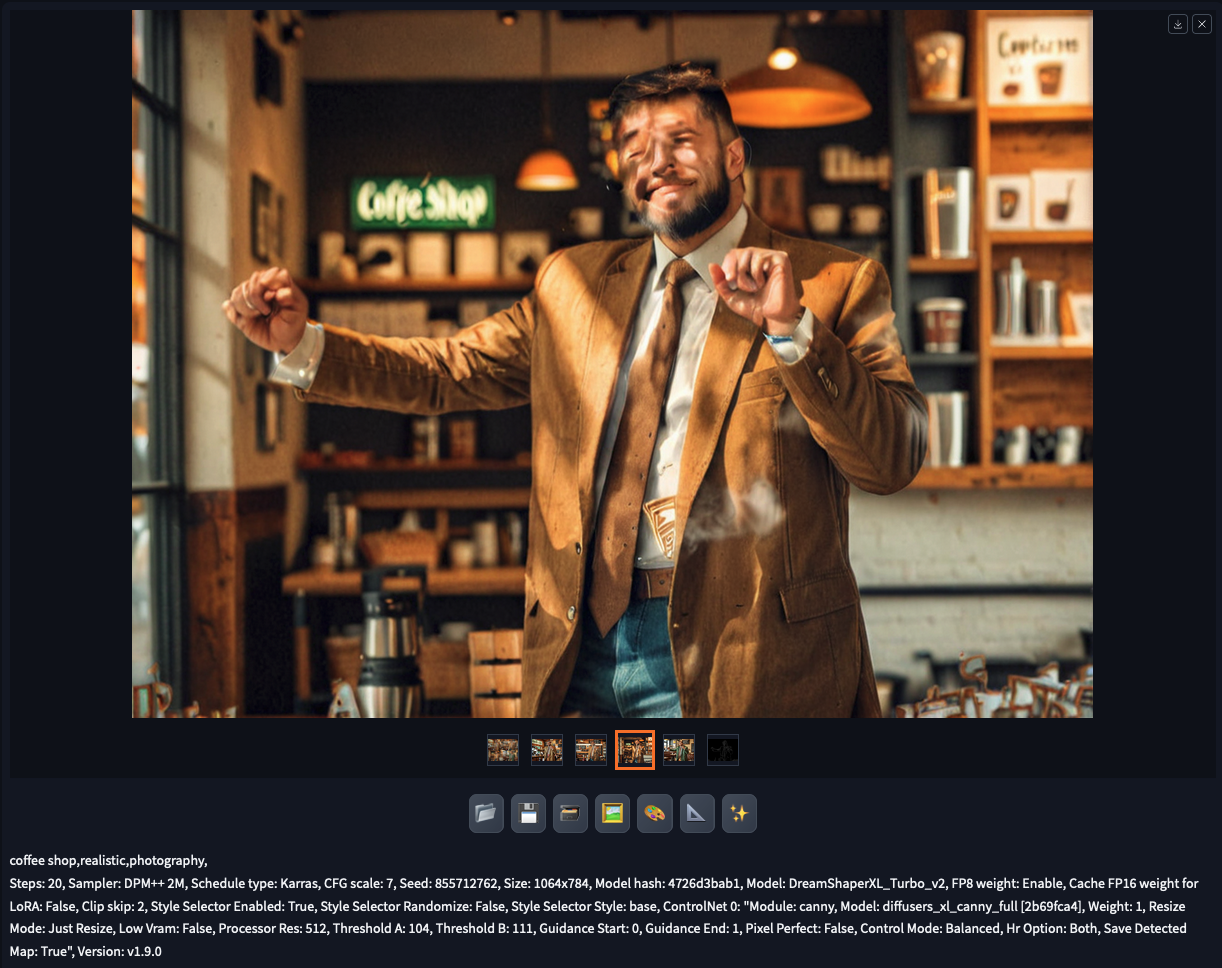 Coffe Shop
coffee shop,realistic,photography,
Steps: 20, Sampler: DPM++ 2M, Schedule type: Karras, CFG scale: 7, Seed: 855712762, Size: 1064x784, Model hash: 4726d3bab1, Model: DreamShaperXL_Turbo_v2, FP8 weight: Enable, Cache FP16 weight for
LoRA: False, Clip skip: 2, Style Selector Enabled: True, Style Selector Randomize: False, Style Selector Style: base, ControlNet 0: "Module: canny, Model: diffusers_xl_canny_full [2b69fca4], Weight: 1, Resize
Mode: Just Resize, Low Vram: False, Processor Res: 512, Threshold A: 104, Threshold B: 111, Guidance Start: 0, Guidance End: 1, Pixel Perfect: False, Control Mode: Balanced, Hr Option: Both, Save Detected
Map: True", Version: v1.9.0